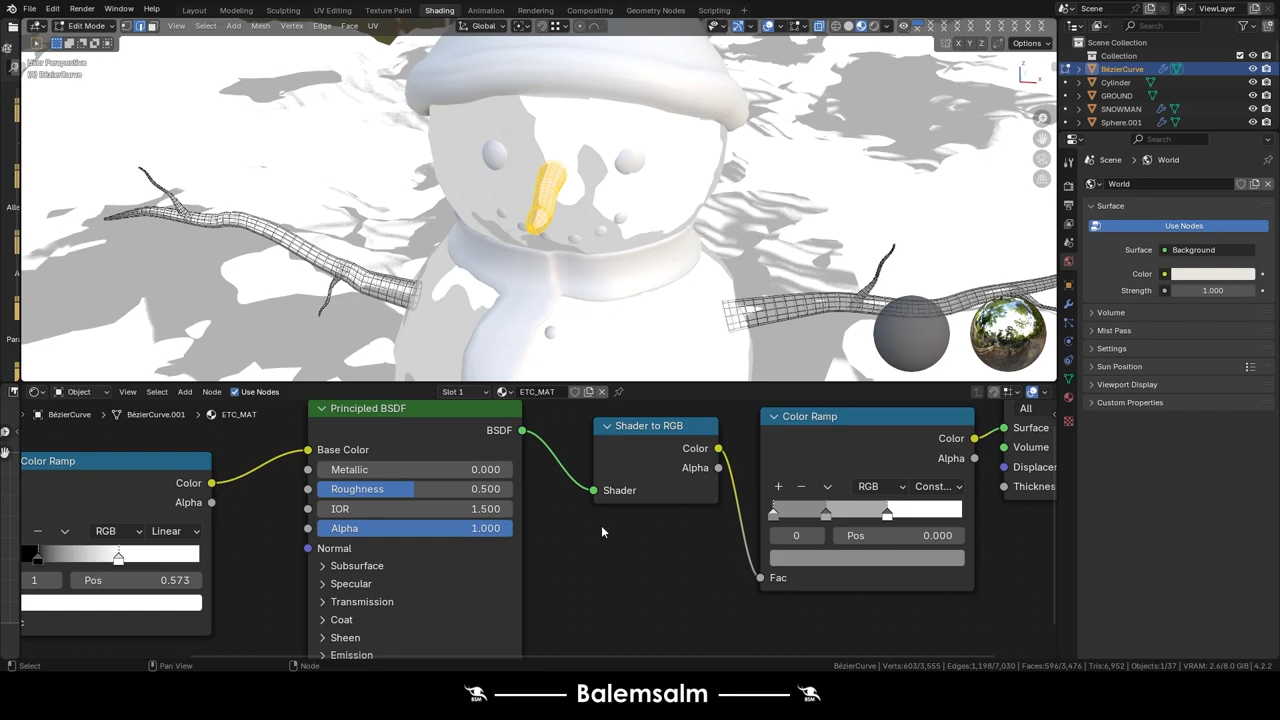 File Edit Render Window Help Layout Modeling Sculpting UV Editing Texture Paint Shading Animation Rendering Compositing Geometry Nodes Scripting Scene ViewLayer
Edit Mode View Select Add Mesh Vertex Edge Face UV Global Search
X Y Z Options
Scene Collection
Collection
User Perspective
(0) BézierCurve
BézierCurve
Cylinder
GROUND
SNOWMAN
Sphere.001
Search
Scene World
World
Surface
Use Nodes
Surface Background
Color
Strength 1.000
Volume
Mist Pass
Settings
Sun Position
Viewport Display
Custom Properties
Object View Select Add Node Use Nodes Slot 1 ETC_MAT
BézierCurve BézierCurve.001 ETC_MAT
Principled BSDF
BSDF
Base Color
Metallic 0.000
Roughness 0.500
IOR 1.500
Alpha 1.000
Normal
Subsurface
Specular
Transmission
Coat
Sheen
Emission
Color Ramp
Color
Alpha
RGB Linear
1 Pos 0.573
Shader to RGB
Color
Alpha
Shader
Color Ramp
Color
Alpha
RGB Const...
0 Pos 0.000
Fac
All
Surface
Volume
Displacer
Thicknes
Select Pan View Node BézierCurve | Verts:603/3,555 | Edges:1,198/7,030 | Faces:596/3,476 | Tris:6,952 | Objects:1/37 | VRAM: 2.6/8.0 GiB | 4.2.2
Balemsalm